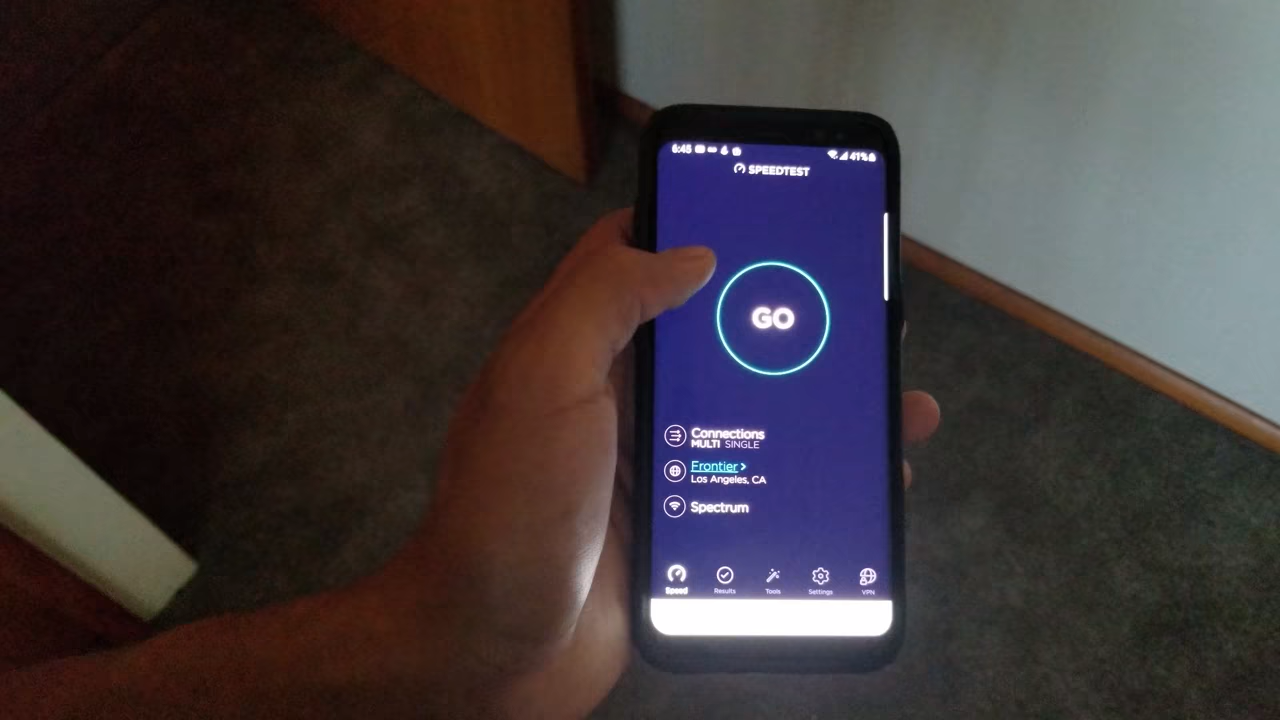 6:45 41%
SPEEDTEST
GO
Connections
MULTI SINGLE
Frontier >
Los Angeles, CA
Spectrum
Speed Results Tools Settings VPN